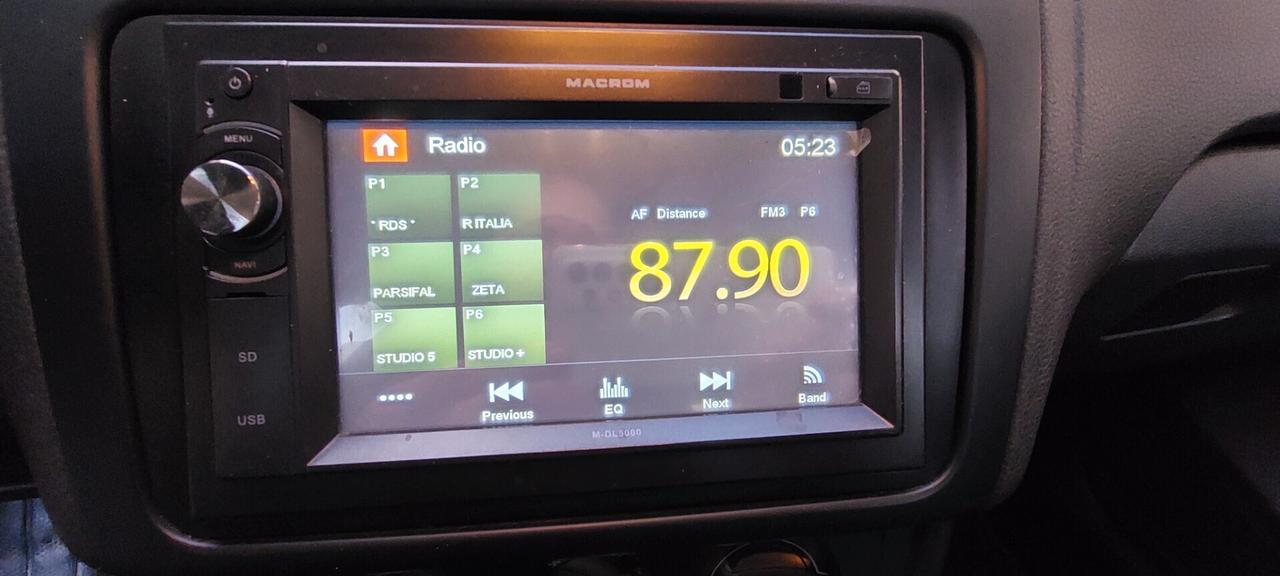 MACROM
MENU
NAVI
SD
USB
Radio
05:23
P1
* RDS *
P2
R ITALIA
P3
PARSIFAL
P4
ZETA
P5
STUDIO 5
P6
STUDIO +
AF Distance FM3 P6
87.90
Previous
EQ
Next
Band
M-DL5000